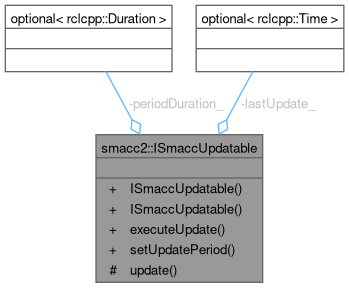 optional< rclcpp::Duration >
optional< rclcpp::Time >
-periodDuration_
-lastUpdate_
smacc2::ISmaccUpdatable
+ ISmaccUpdatable()
+ ISmaccUpdatable()
+ executeUpdate()
+ setUpdatePeriod()
# update()